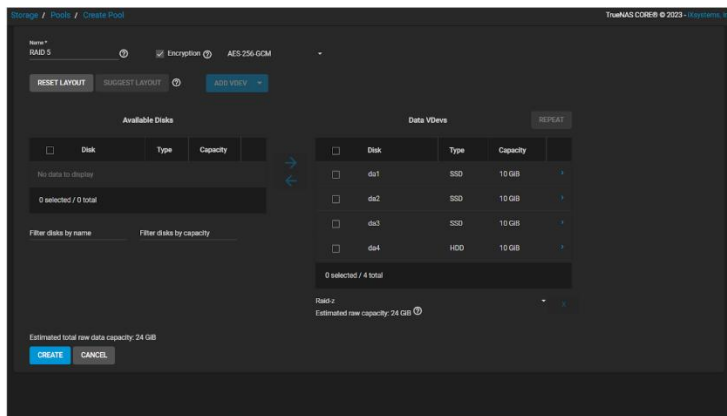 Storage / Pools / Create Pool
TrueNAS CORE® © 2023 - iXsystems, In
Name *
RAID 5
Encryption
AES-256-GCM
RESET LAYOUT
SUGGEST LAYOUT
ADD VDEV
Available Disks
Disk Type Capacity
No data to display
0 selected / 0 total
Filter disks by name
Filter disks by capacity
Data VDevs
REPEAT
Disk Type Capacity
da1 SSD 10 GiB
da2 SSD 10 GiB
da3 SSD 10 GiB
da4 HDD 10 GiB
0 selected / 4 total
Raid-z
Estimated raw capacity: 24 GiB
Estimated total raw data capacity: 24 GiB
CREATE
CANCEL